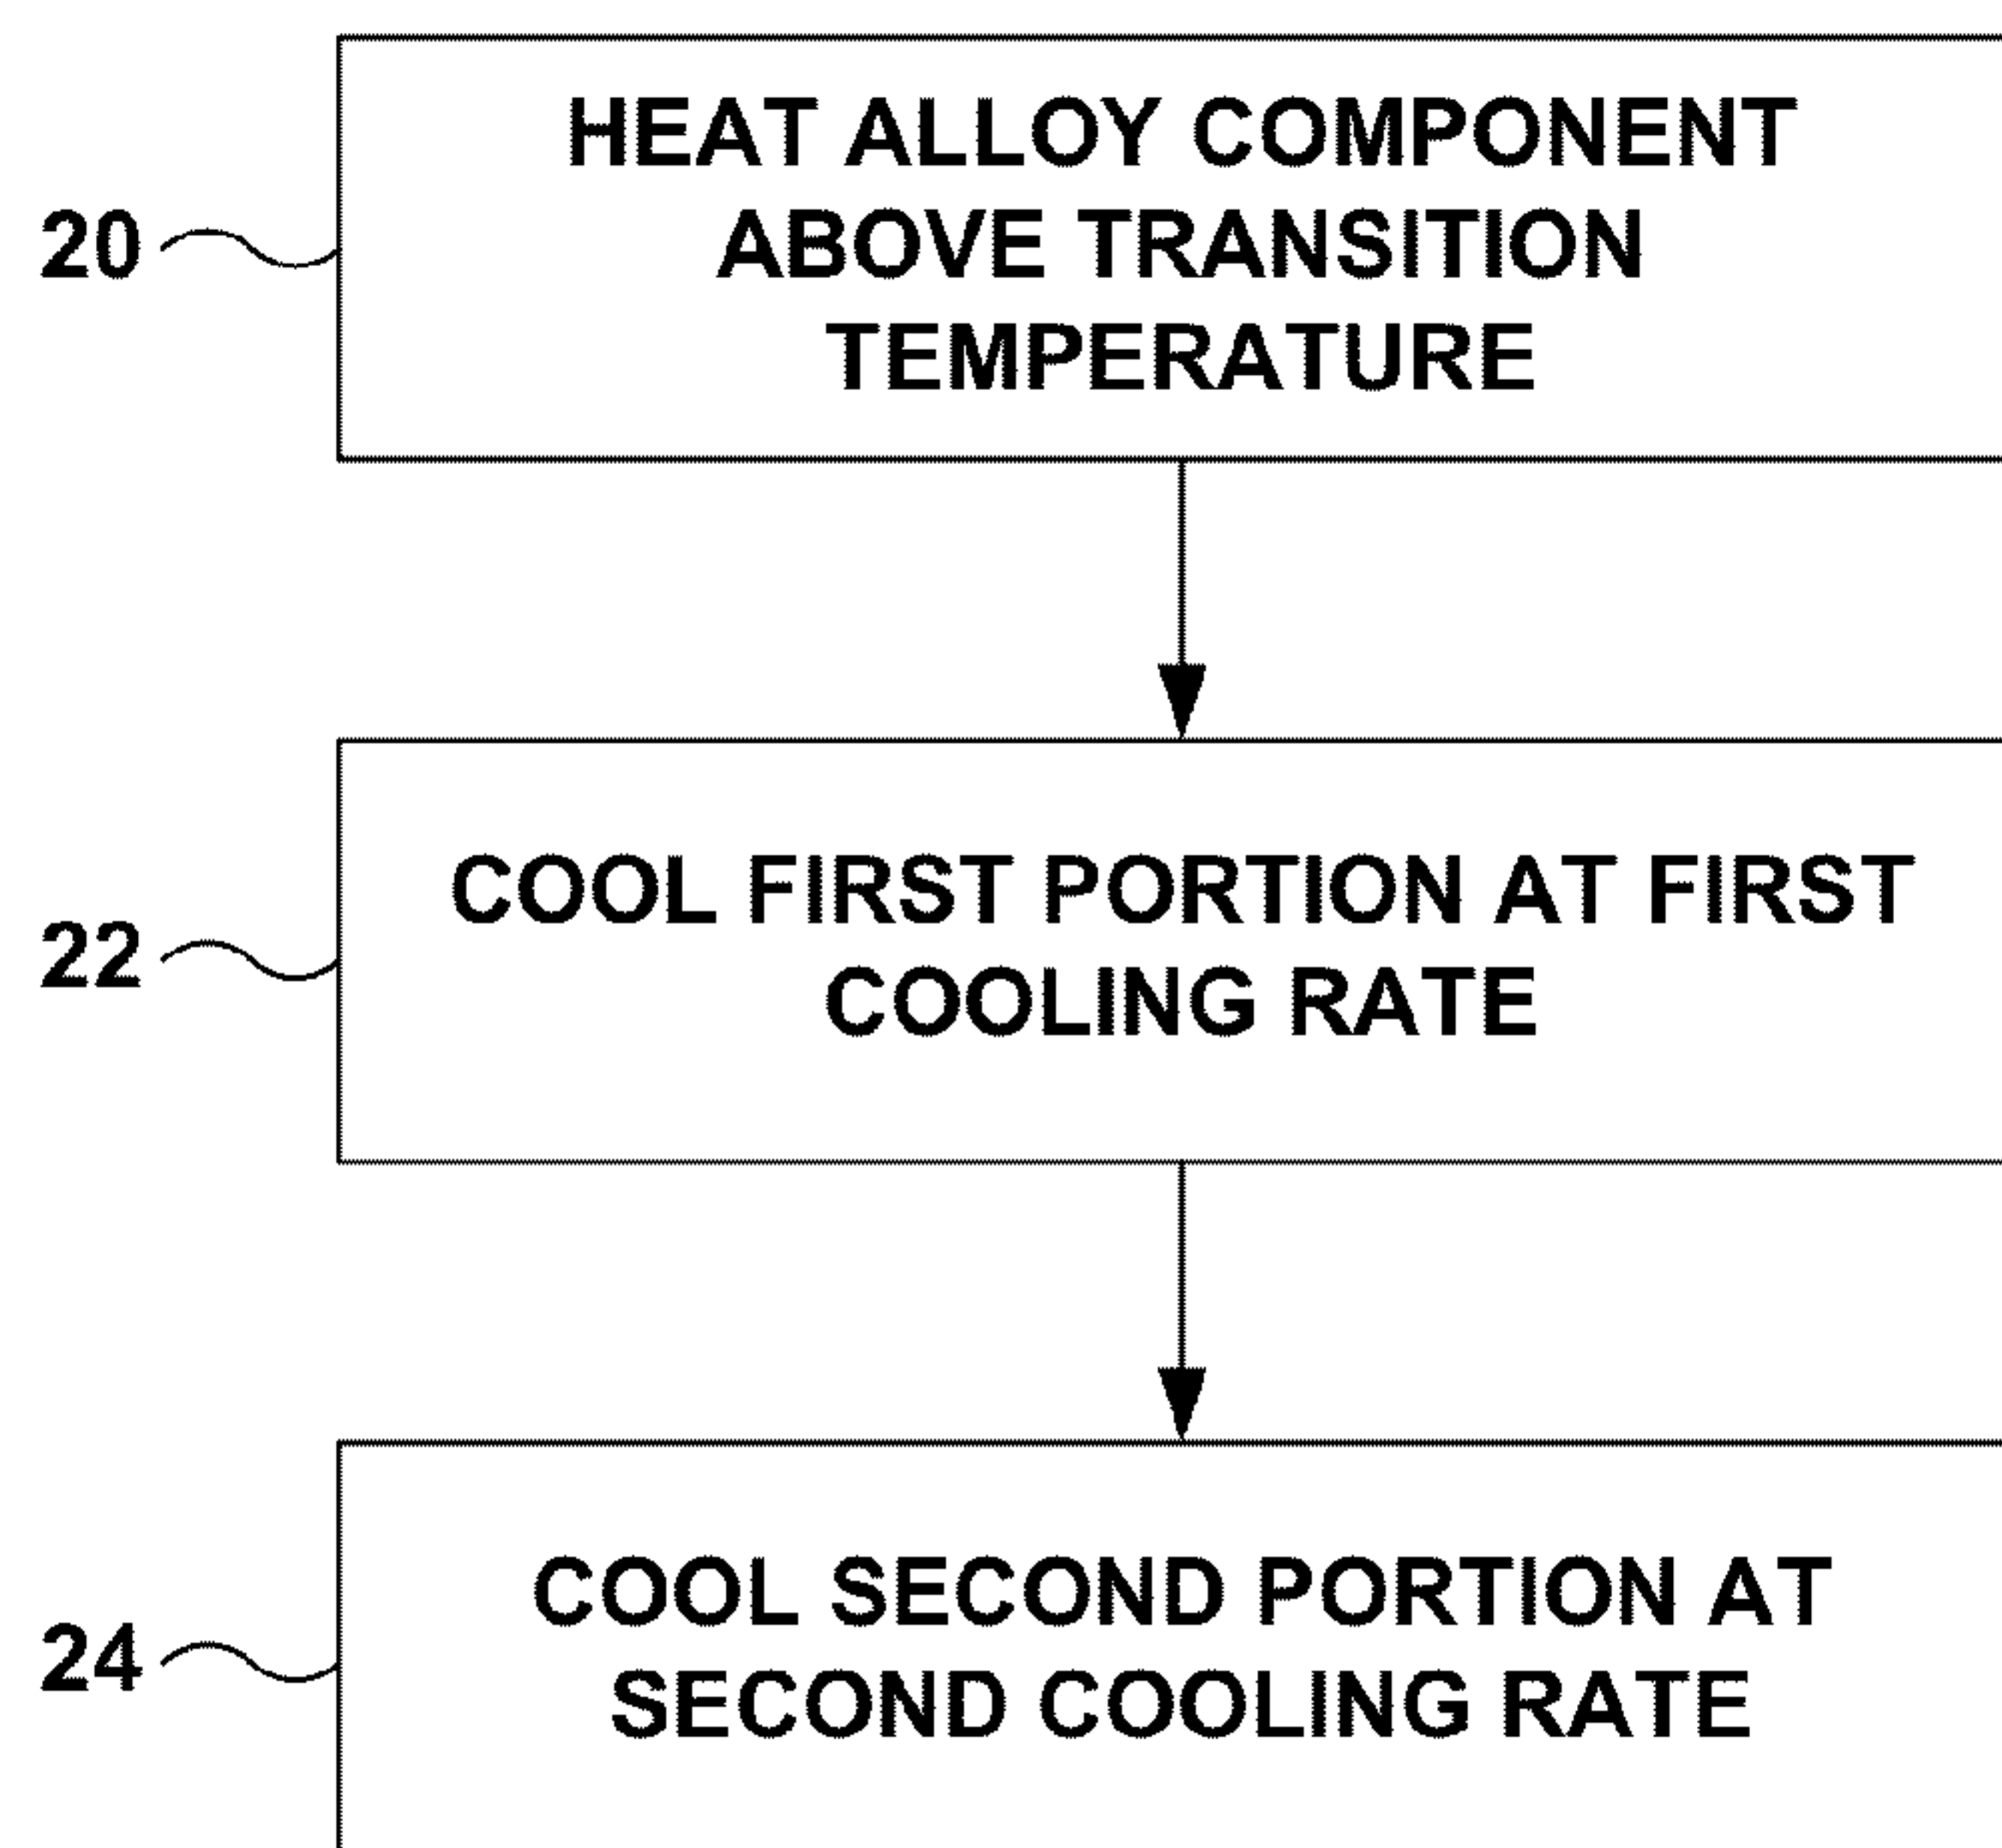 HEAT ALLOY COMPONENT
ABOVE TRANSITION
TEMPERATURE
20
COOL FIRST PORTION AT FIRST
COOLING RATE
22
COOL SECOND PORTION AT
SECOND COOLING RATE
24